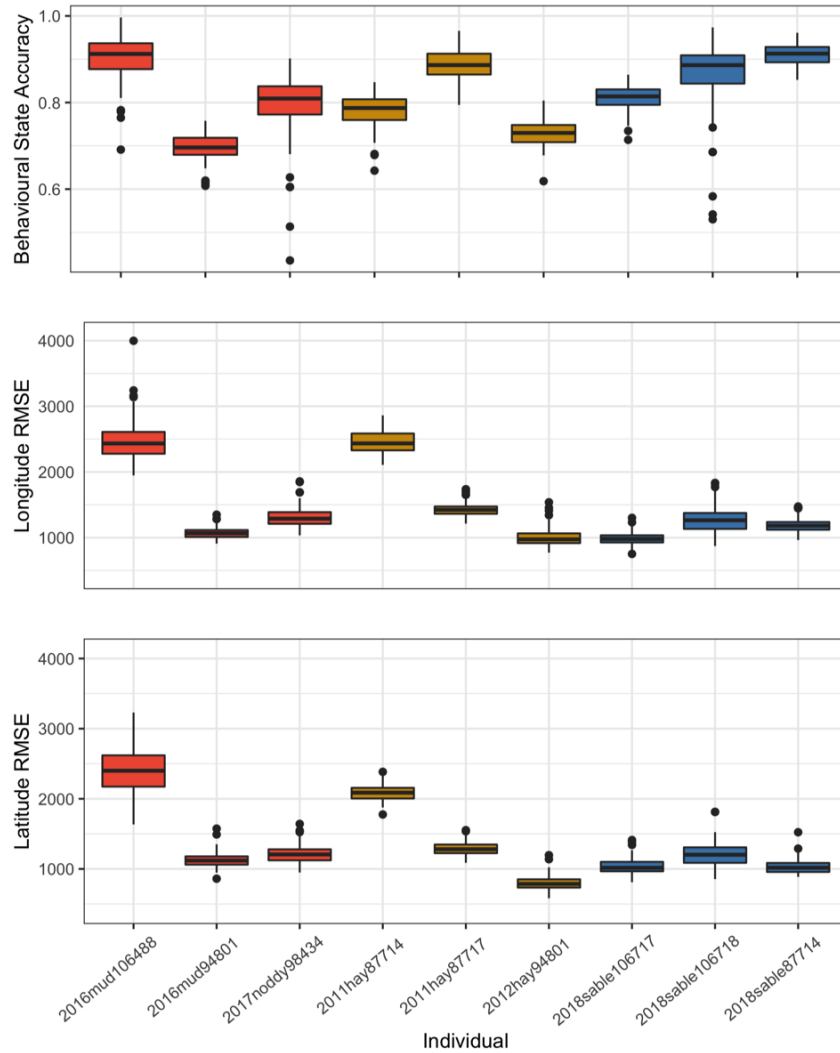 Behavioural State Accuracy
1.0
0.8
0.6
Longitude RMSE
4000
3000
2000
1000
Latitude RMSE
4000
3000
2000
1000
2016mud106488
2016mud94801
2017noddy98434
2011hay87714
2011hay87717
2012hay94801
2018sable106717
2018sable106718
2018sable87714
Individual